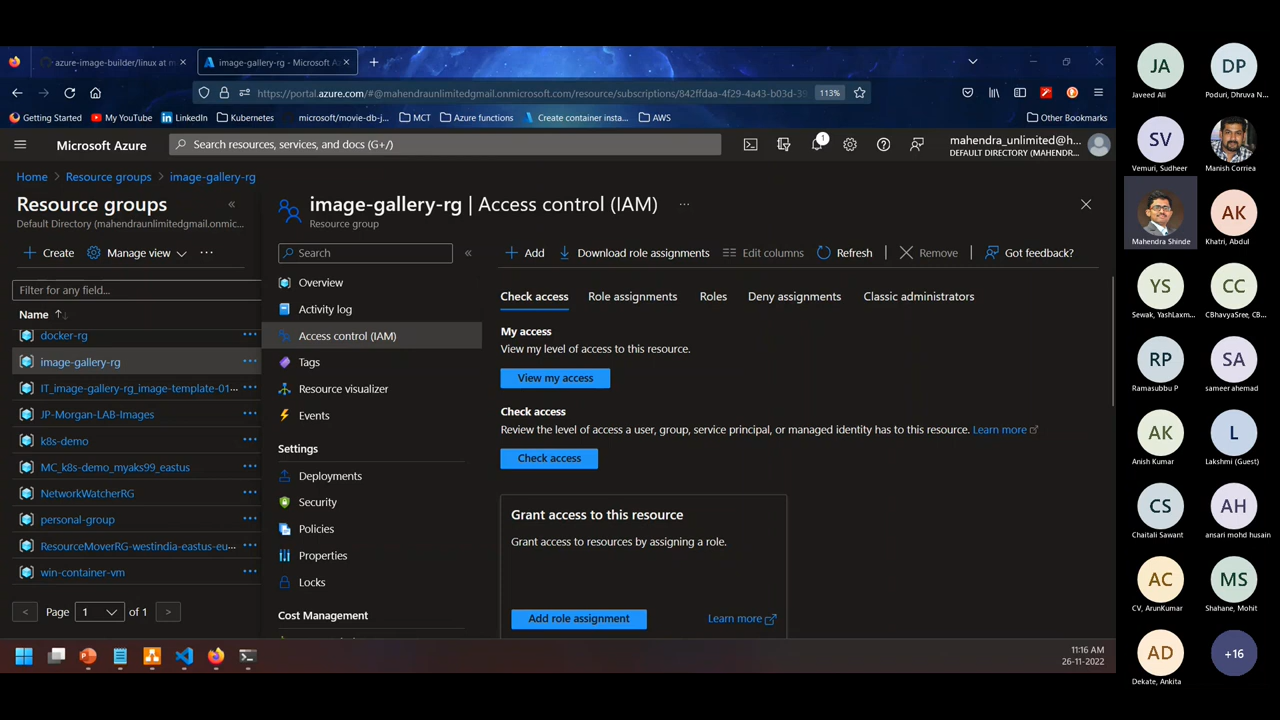 azure-image-builder/linux at m
image-gallery-rg - Microsoft A
https://portal.azure.com/#@mahendraunlimitedgmail.onmicrosoft.com/resource/subscriptions/842ffdaa-4f29-4a43-b03d-39
113%
Getting Started
My YouTube
LinkedIn
Kubernetes
microsoft/movie-db-j...
MCT
Azure functions
Create container insta...
AWS
Other Bookmarks
Microsoft Azure
Search resources, services, and docs (G+/)
1
mahendra_unlimited@h...
DEFAULT DIRECTORY (MAHENDR...
Home > Resource groups > image-gallery-rg
Resource groups
Default Directory (mahendraunlimitedgmail.onmic...
Create
Manage view
Filter for any field...
Name
docker-rg
image-gallery-rg
IT_image-gallery-rg_image-template-01...
JP-Morgan-LAB-Images
k8s-demo
MC_k8s-demo_myaks99_eastus
NetworkWatcherRG
personal-group
ResourceMoverRG-westindia-eastus-eu...
win-container-vm
< Page 1 of 1 >
image-gallery-rg | Access control (IAM) ...
Resource group
Search
Overview
Activity log
Access control (IAM)
Tags
Resource visualizer
Events
Settings
Deployments
Security
Policies
Properties
Locks
Cost Management
Add
Download role assignments
Edit columns
Refresh
Remove
Got feedback?
Check access
Role assignments
Roles
Deny assignments
Classic administrators
My access
View my level of access to this resource.
View my access
Check access
Review the level of access a user, group, service principal, or managed identity has to this resource. Learn more
Check access
Grant access to this resource
Grant access to resources by assigning a role.
Add role assignment
Learn more
11:16 AM
26-11-2022
JA
Javeed Ali
DP
Poduri, Dhruva N...
SV
Vemuri, Sudheer
Manish Corriea
Mahendra Shinde
AK
Khatri, Abdul
YS
Sewak, YashLaxm...
CC
CBhavyaSree, CB...
RP
Ramasubbu P
SA
sameer ahemad
AK
Anish Kumar
L
Lakshmi (Guest)
CS
Chaitali Sawant
AH
ansari mohd husain
AC
CV, ArunKumar
MS
Shahane, Mohit
AD
Dekate, Ankita
+16